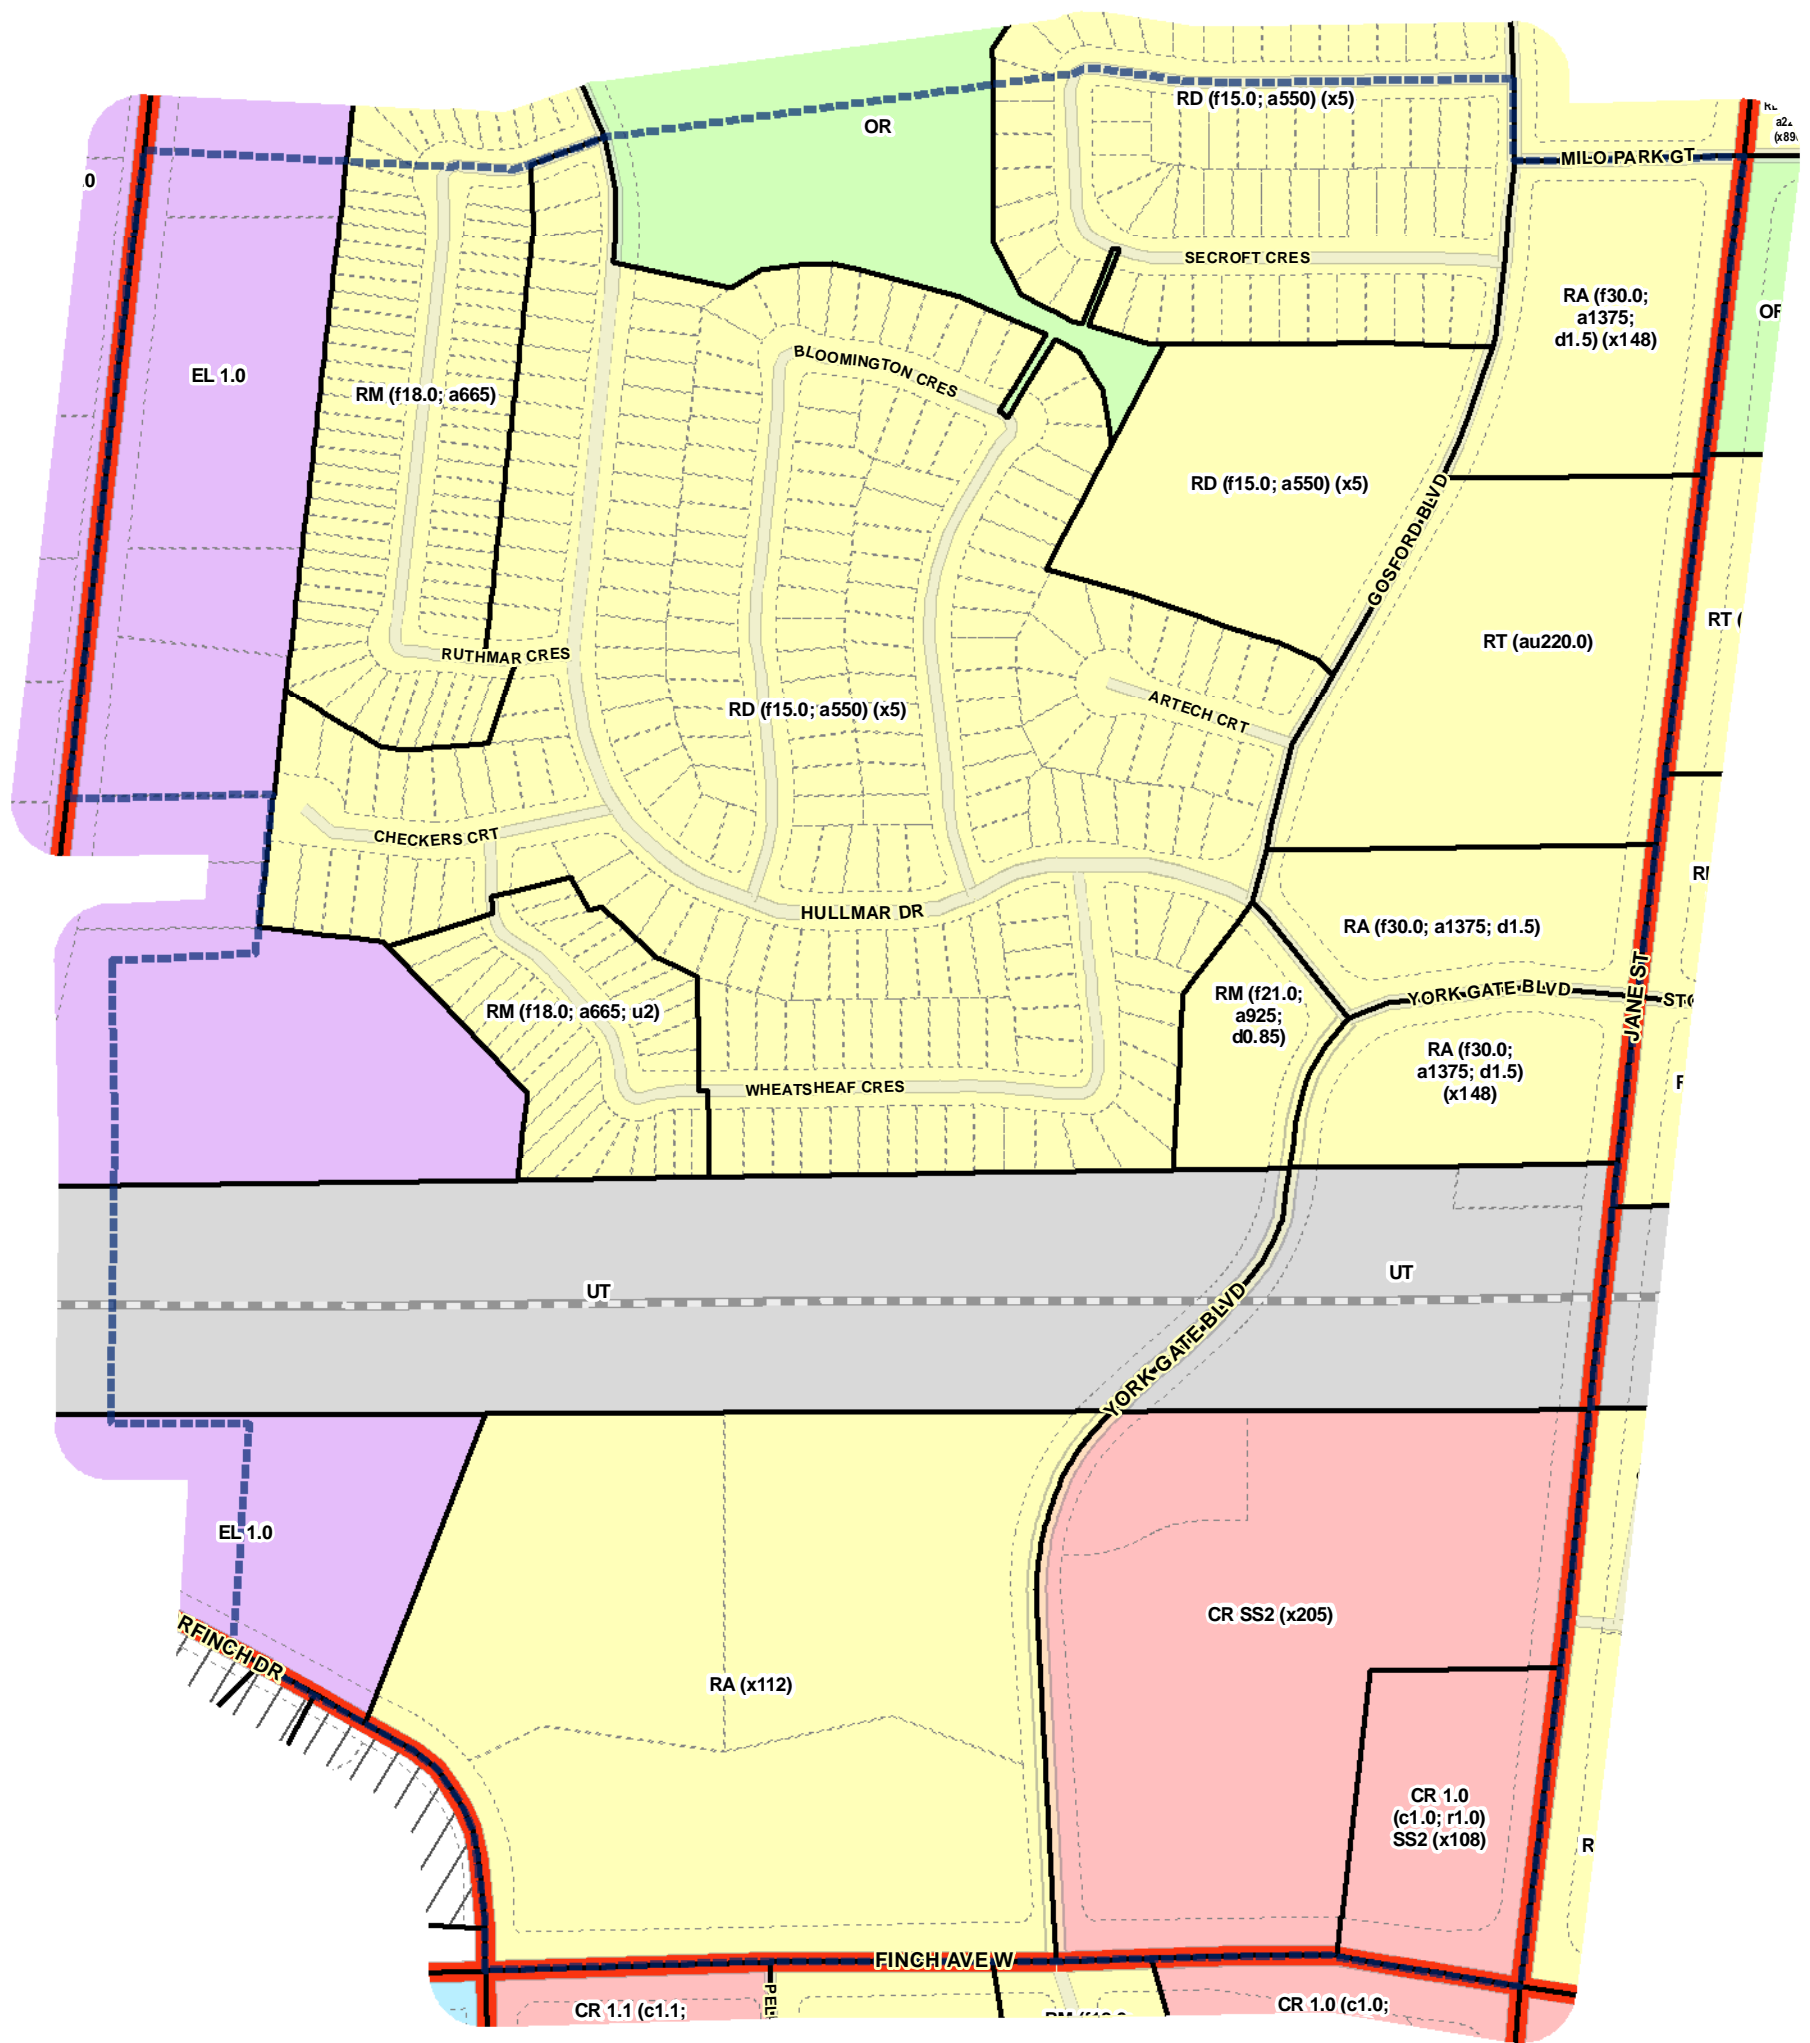 RD (f15.0; a550) (x5)
OR
(x89
MILO PARK GT
.0
SECROFT CRES
RA (f30.0;
a1375;
d1.5) (x148)
BLOOMINGTON CRES
EL 1.0
RM (f18.0; a665)
RD (f15.0; a550) (x5)
GOSFORD BLVD
RT (
RT (au220.0)
RUTHMAR CRES
ARTECH CRT
RD (f15.0; a550) (x5)
CHECKERS CRT
HULLMAR DR
RA (f30.0; a1375; d1.5)
JANE ST
RM (f21.0;
a925;
d0.85)
YORK GATE BLVD
RM (f18.0; a665; u2)
RA (f30.0;
a1375; d1.5)
(x148)
WHEATSHEAF CRES
UT
UT
YORK GATE BLVD
EL 1.0
CR SS2 (x205)
RFINCH DR
RA (x112)
CR 1.0
(c1.0; r1.0)
SS2 (x108)
R
FINCH AVE W
PEL
CR 1.1 (c1.1;
CR 1.0 (c1.0;